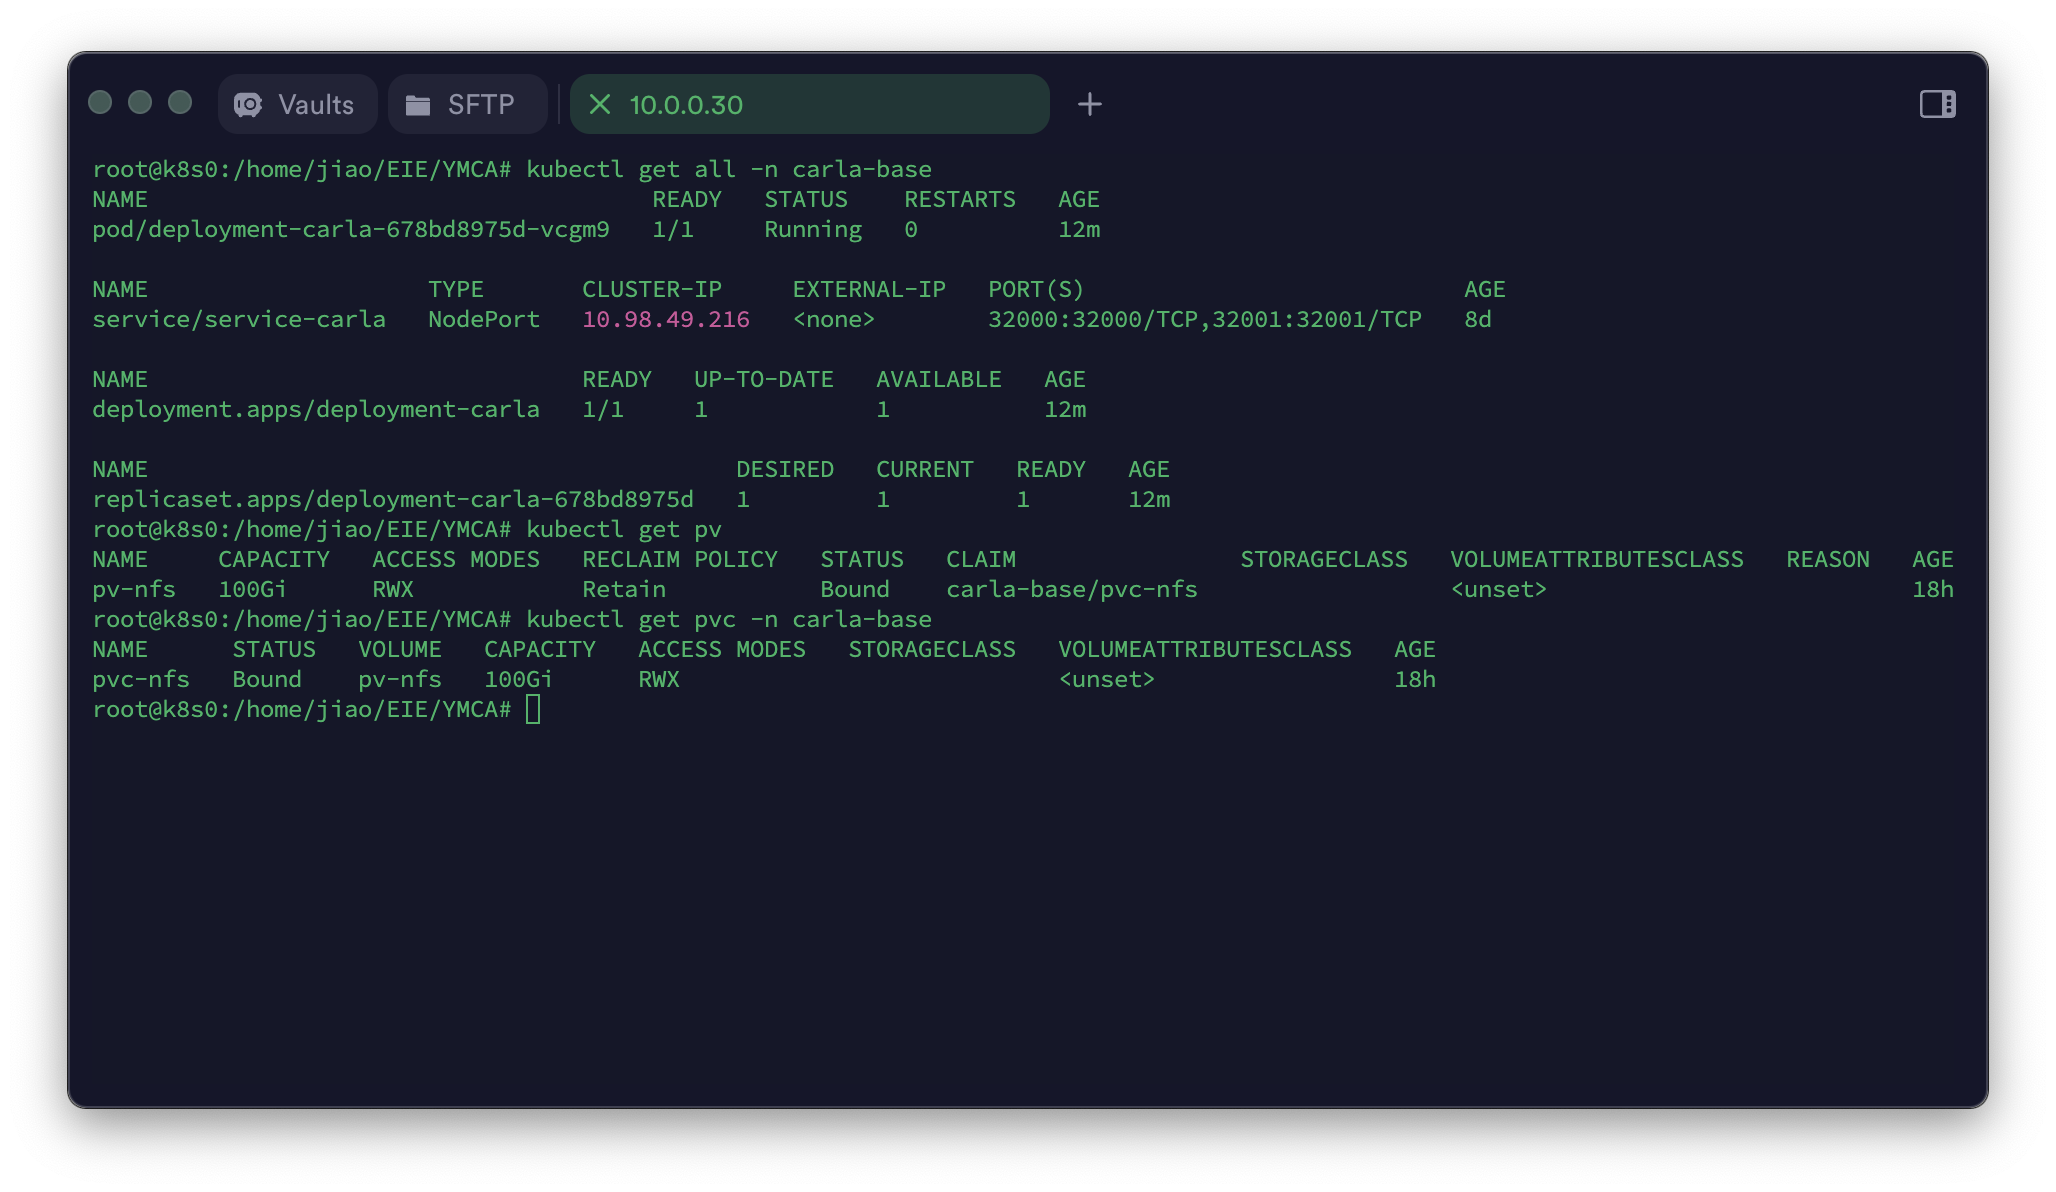 Vaults SFTP 10.0.0.30
root@k8s0:/home/jiao/EIE/YMCA# kubectl get all -n carla-base
NAME READY STATUS RESTARTS AGE
pod/deployment-carla-678bd8975d-vcgm9 1/1 Running 0 12m
NAME TYPE CLUSTER-IP EXTERNAL-IP PORT(S) AGE
service/service-carla NodePort 10.98.49.216 <none> 32000:32000/TCP,32001:32001/TCP 8d
NAME READY UP-TO-DATE AVAILABLE AGE
deployment.apps/deployment-carla 1/1 1 1 12m
NAME DESIRED CURRENT READY AGE
replicaset.apps/deployment-carla-678bd8975d 1 1 1 12m
root@k8s0:/home/jiao/EIE/YMCA# kubectl get pv
NAME CAPACITY ACCESS MODES RECLAIM POLICY STATUS CLAIM STORAGECLASS VOLUMEATTRIBUTESCLASS REASON AGE
pv-nfs 100Gi RWX Retain Bound carla-base/pvc-nfs <unset> 18h
root@k8s0:/home/jiao/EIE/YMCA# kubectl get pvc -n carla-base
NAME STATUS VOLUME CAPACITY ACCESS MODES STORAGECLASS VOLUMEATTRIBUTESCLASS AGE
pvc-nfs Bound pv-nfs 100Gi RWX <unset> 18h
root@k8s0:/home/jiao/EIE/YMCA#